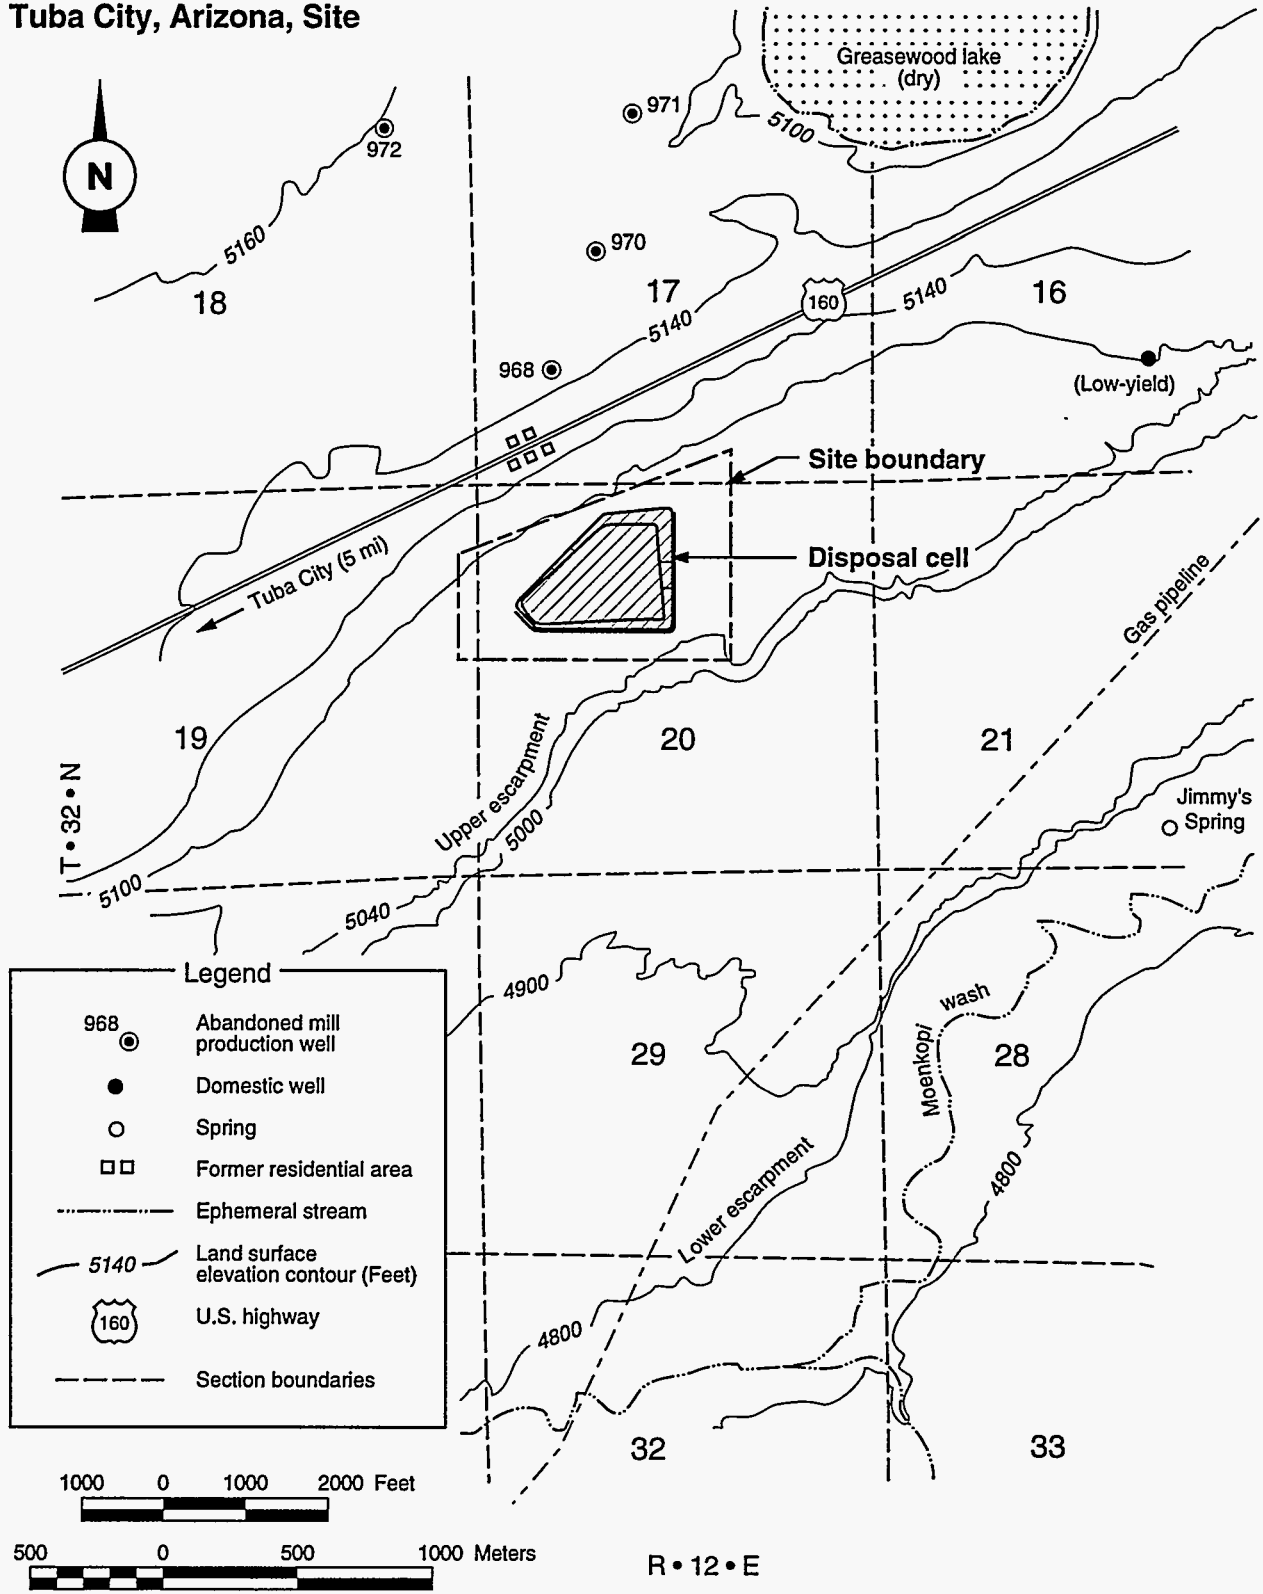 Tuba City, Arizona, Site
Greasewood lake
(dry)
971
5100
972
N
5160
970
18
17
160
5140
16
5140
968
(Low-yield)
Site boundary
Disposal cell
Tuba City (5 mi)
Gas pipeline
19
20
21
Upper escarpment
Jimmy's
Spring
T • 32 • N
5000
5100
5040
4900
wash
Moenkopi
29
28
4800
Lower escarpment
4800
32
33
Legend
968
Abandoned mill
production well
Domestic well
Spring
Former residential area
Ephemeral stream
5140
Land surface
elevation contour (Feet)
160
U.S. highway
Section boundaries
1000 0 1000 2000 Feet
500 0 500 1000 Meters
R • 12 • E